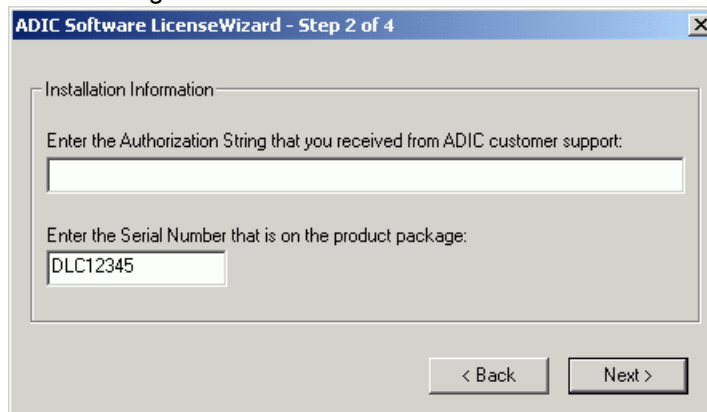 ADIC Software LicenseWizard - Step 2 of 4
Installation Information
Enter the Authorization String that you received from ADIC customer support:
Enter the Serial Number that is on the product package:
DLC12345
< Back
Next >